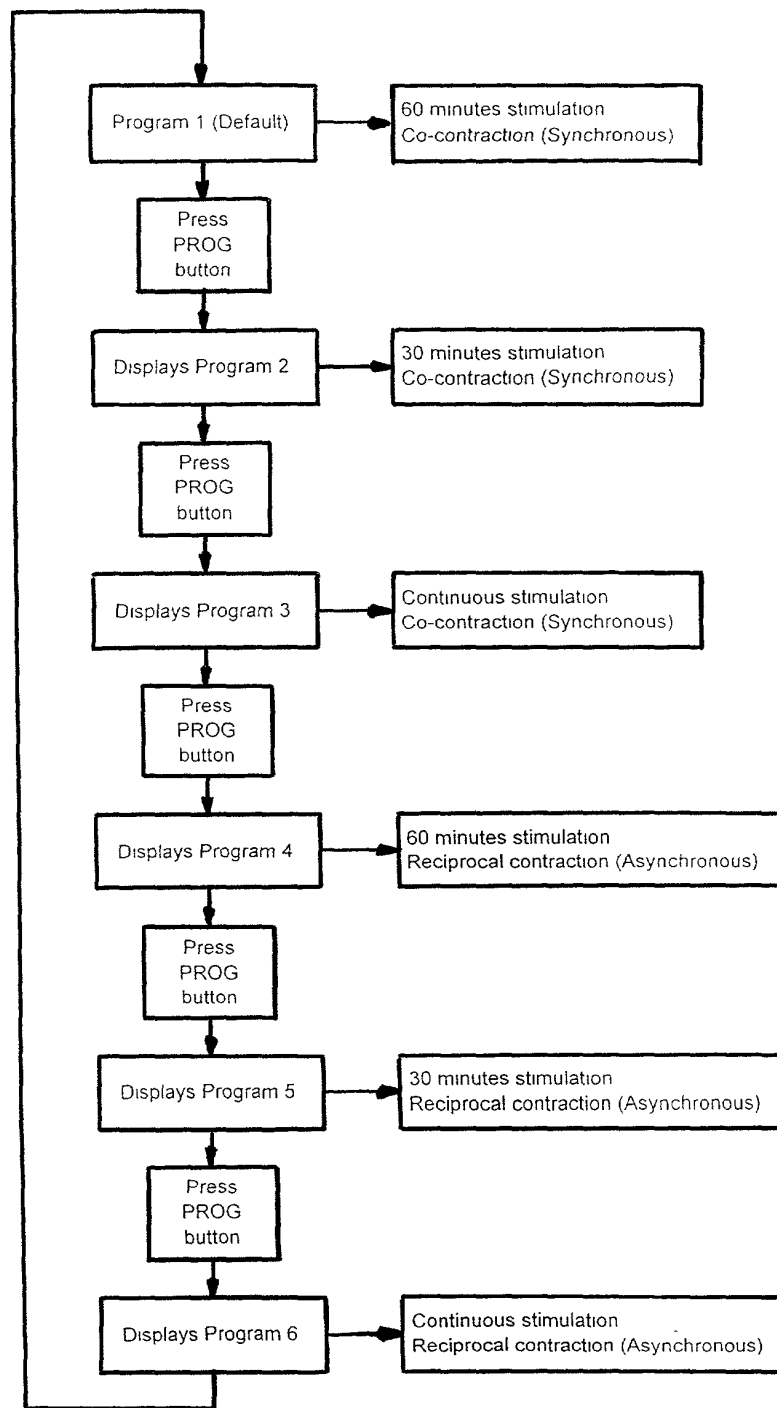 Program 1 (Default)
60 minutes stimulation
Co-contraction (Synchronous)
Press
PROG
button
Displays Program 2
30 minutes stimulation
Co-contraction (Synchronous)
Press
PROG
button
Displays Program 3
Continuous stimulation
Co-contraction (Synchronous)
Press
PROG
button
Displays Program 4
60 minutes stimulation
Reciprocal contraction (Asynchronous)
Press
PROG
button
Displays Program 5
30 minutes stimulation
Reciprocal contraction (Asynchronous)
Press
PROG
button
Displays Program 6
Continuous stimulation
Reciprocal contraction (Asynchronous)